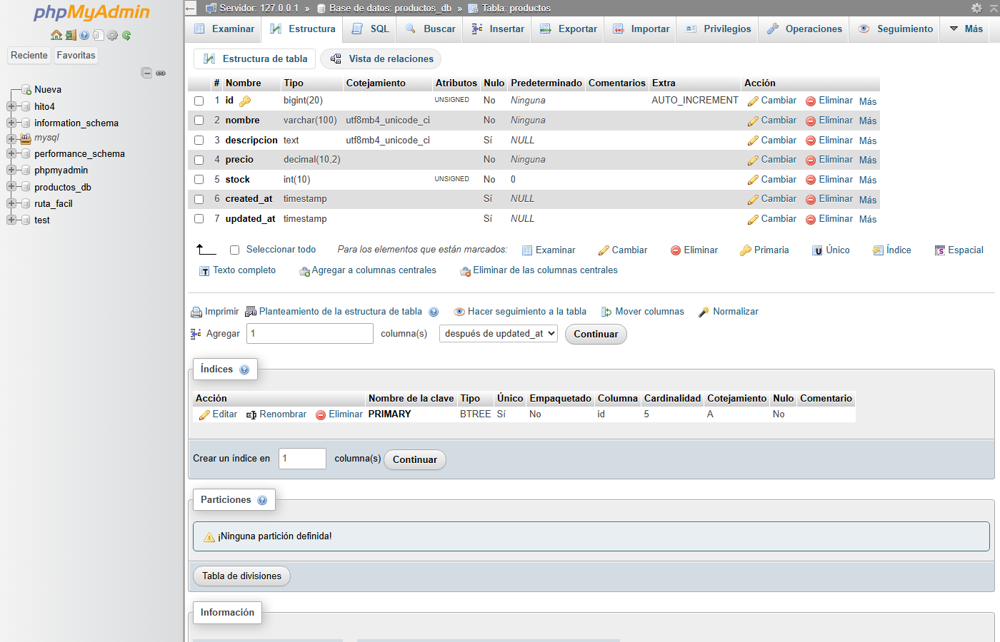 phpMyAdmin
Reciente Favoritas
Nueva
hito4
information_schema
mysql
performance_schema
phpmyadmin
productos_db
ruta_facil
test
Servidor: 127.0.0.1 » Base de datos: productos_db » Tabla: productos
Examinar Estructura SQL Buscar Insertar Exportar Importar Privilegios Operaciones Seguimiento Más
Estructura de tabla Vista de relaciones
# Nombre Tipo Cotejamiento Atributos Nulo Predeterminado Comentarios Extra Acción
1 id bigint(20) UNSIGNED No Ninguna AUTO_INCREMENT Cambiar Eliminar Más
2 nombre varchar(100) utf8mb4_unicode_ci No Ninguna Cambiar Eliminar Más
3 descripcion text utf8mb4_unicode_ci Sí NULL Cambiar Eliminar Más
4 precio decimal(10,2) No Ninguna Cambiar Eliminar Más
5 stock int(10) UNSIGNED No 0 Cambiar Eliminar Más
6 created_at timestamp Sí NULL Cambiar Eliminar Más
7 updated_at timestamp Sí NULL Cambiar Eliminar Más
Seleccionar todo Para los elementos que están marcados: Examinar Cambiar Eliminar Primaria Único Índice Espacial
Texto completo Agregar a columnas centrales Eliminar de las columnas centrales
Imprimir Planteamiento de la estructura de tabla Hacer seguimiento a la tabla Mover columnas Normalizar
Agregar 1 columna(s) después de updated_at Continuar
Índices
Acción Nombre de la clave Tipo Único Empaquetado Columna Cardinalidad Cotejamiento Nulo Comentario
Editar Renombrar Eliminar PRIMARY BTREE Sí No id 5 A No
Crear un índice en 1 columna(s) Continuar
Particiones
¡Ninguna partición definida!
Tabla de divisiones
Información